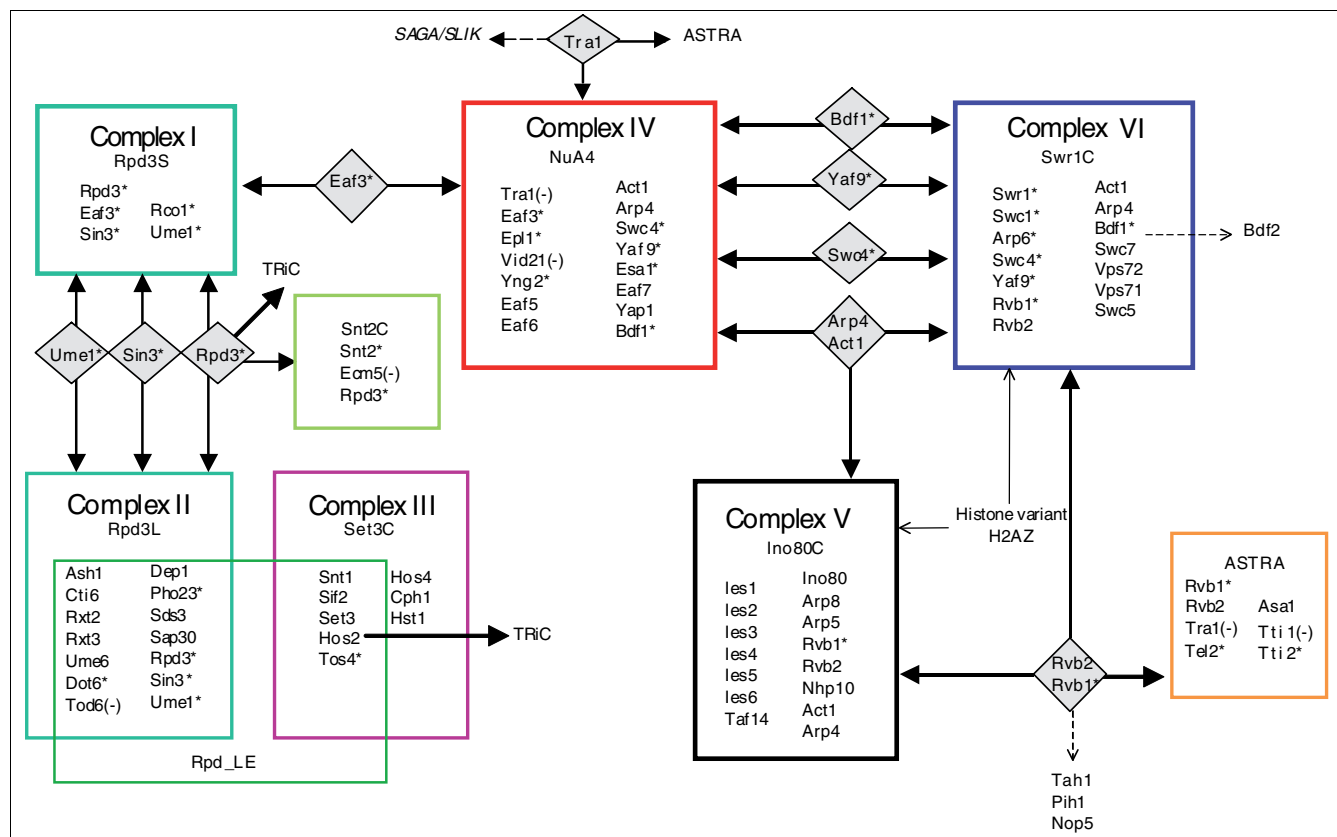 SAGA/SLIK
Tra1
ASTRA
Complex I
Rpd3S
Rpd3*
Eaf3*
Sin3*
Rco1*
Ume1*
Eaf3*
Complex IV
NuA4
Tra1(-)
Eaf3*
Epl1*
Vid21(-)
Yng2*
Eaf5
Eaf6
Act1
Arp4
Swc4*
Yaf9*
Esa1*
Eaf7
Yap1
Bdf1*
Bdf1*
Yaf9*
Swc4*
Arp4
Act1
Complex VI
Swr1C
Swr1*
Swc1*
Arp6*
Swc4*
Yaf9*
Rvb1*
Rvb2
Act1
Arp4
Bdf1*
Swc7
Vps72
Vps71
Swc5
Bdf2
TRiC
Ume1*
Sin3*
Rpd3*
Snt2C
Snt2*
Ecm5(-)
Rpd3*
Complex II
Rpd3L
Ash1
Cti6
Rxt2
Rxt3
Ume6
Dot6*
Tod6(-)
Dep1
Pho23*
Sds3
Sap30
Rpd3*
Sin3*
Ume1*
Complex III
Set3C
Snt1
Sif2
Set3
Hos2
Tos4*
Hos4
Cph1
Hst1
TRiC
Rpd_LE
Complex V
Ino80C
Ies1
Ies2
Ies3
Ies4
Ies5
Ies6
Taf14
Ino80
Arp8
Arp5
Rvb1*
Rvb2
Nhp10
Act1
Arp4
Histone variant
H2AZ
Rvb2
Rvb1*
ASTRA
Rvb1*
Rvb2
Tra1(-)
Tel2*
Asa1
Tti1(-)
Tti2*
Tah1
Pih1
Nop5